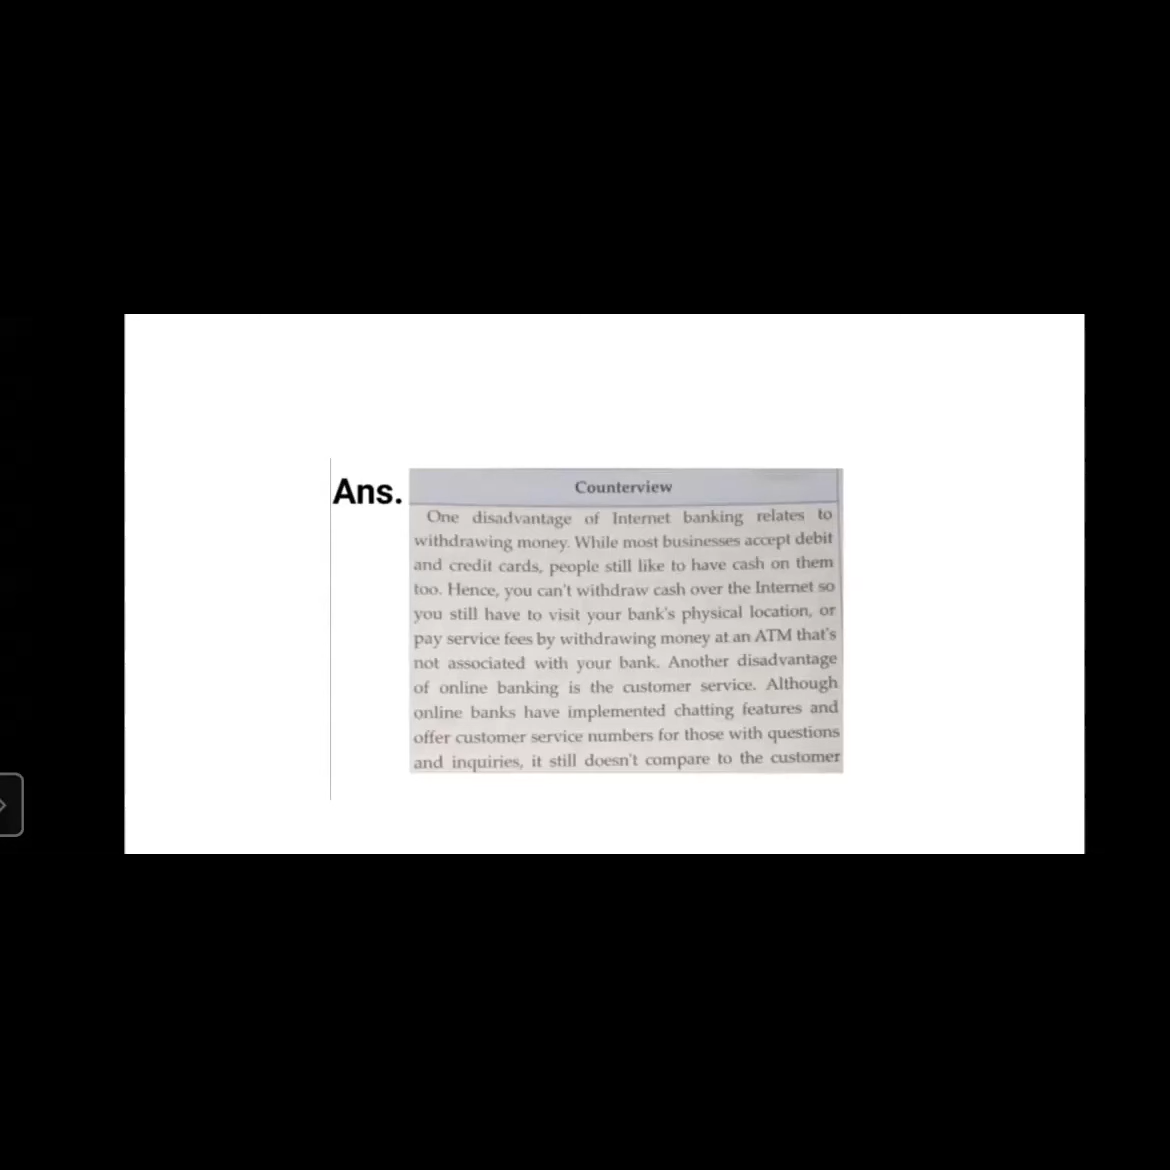 Ans.
Counterview
One disadvantage of Internet banking relates to
withdrawing money. While most businesses accept debit
and credit cards, people still like to have cash on them
too. Hence, you can't withdraw cash over the Internet so
you still have to visit your bank's physical location, or
pay service fees by withdrawing money at an ATM that's
not associated with your bank. Another disadvantage
of online banking is the customer service. Although
online banks have implemented chatting features and
offer customer service numbers for those with questions
and inquiries, it still doesn't compare to the customer